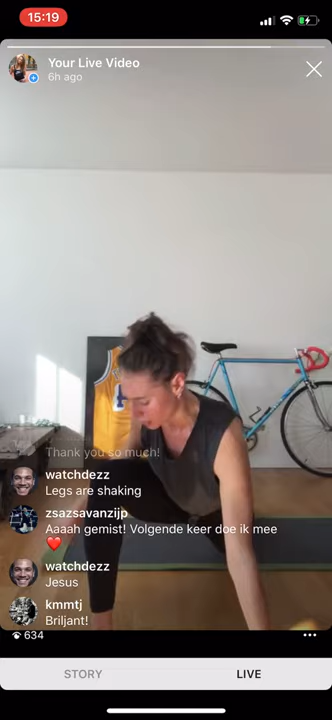 15:19
Your Live Video
6h ago
Thank you so much!
watchdezz
Legs are shaking
zsazsavanzijp
Aaaah gemist! Volgende keer doe ik mee
❤️
watchdezz
Jesus
kmmtj
Briljant!
634
STORY
LIVE